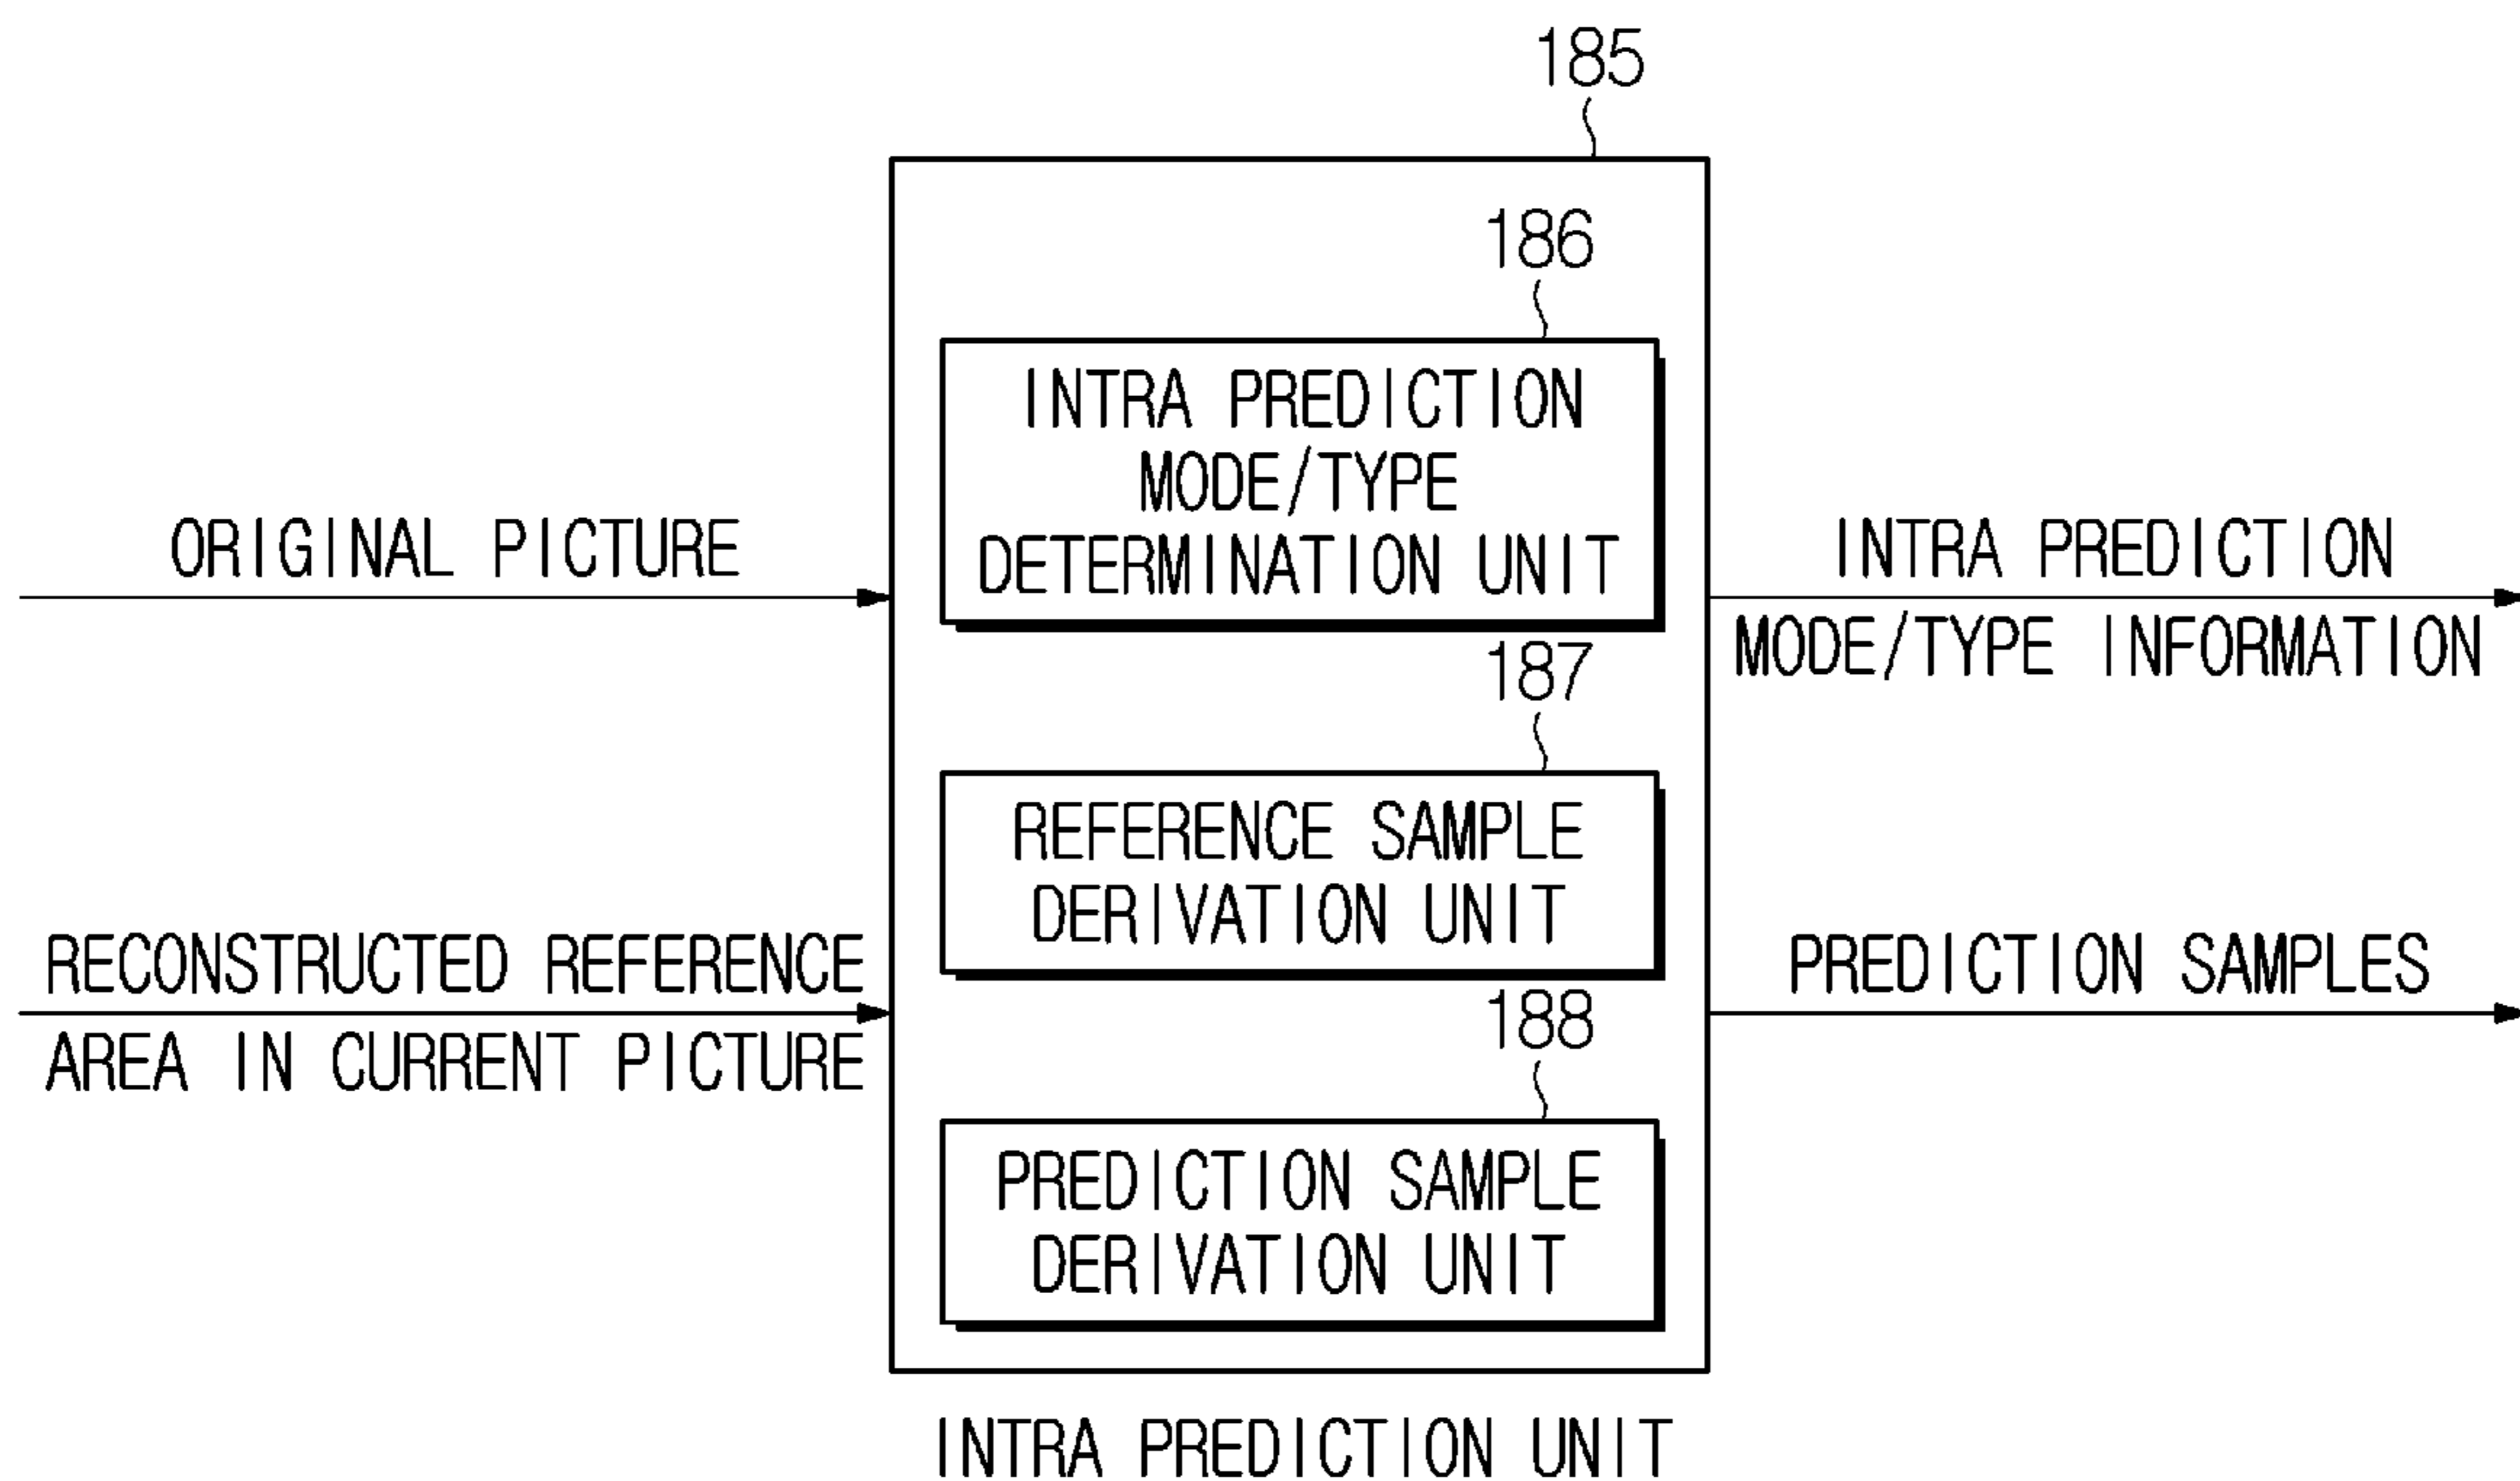 185
186
INTRA PREDICTION
MODE/TYPE
DETERMINATION UNIT
ORIGINAL PICTURE
INTRA PREDICTION
MODE/TYPE INFORMATION
187
REFERENCE SAMPLE
DERIVATION UNIT
RECONSTRUCTED REFERENCE
AREA IN CURRENT PICTURE
PREDICTION SAMPLES
188
PREDICTION SAMPLE
DERIVATION UNIT
INTRA PREDICTION UNIT